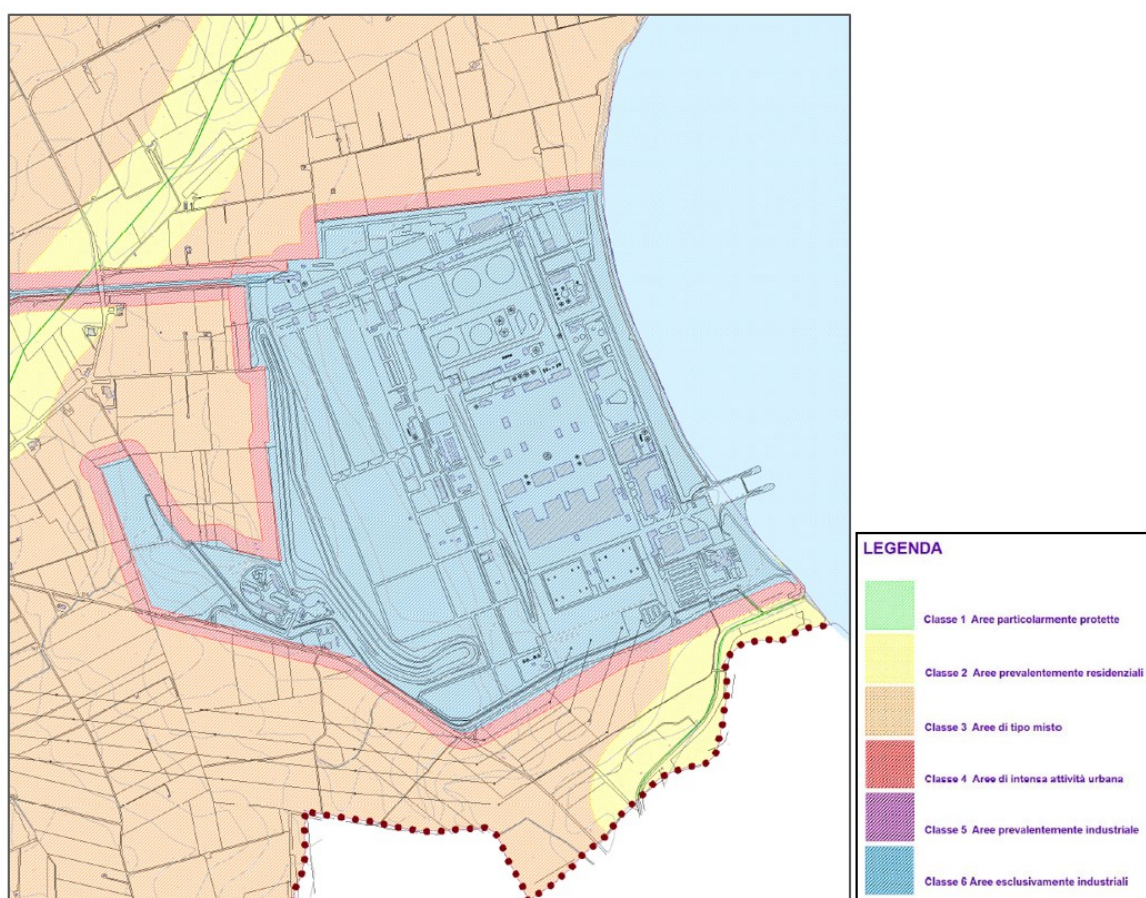 LEGENDA
Classe 1 Aree particolarmente protette
Classe 2 Aree prevalentemente residenziali
Classe 3 Aree di tipo misto
Classe 4 Aree di intensa attività urbana
Classe 5 Aree prevalentemente industriale
Classe 6 Aree esclusivamente industriali